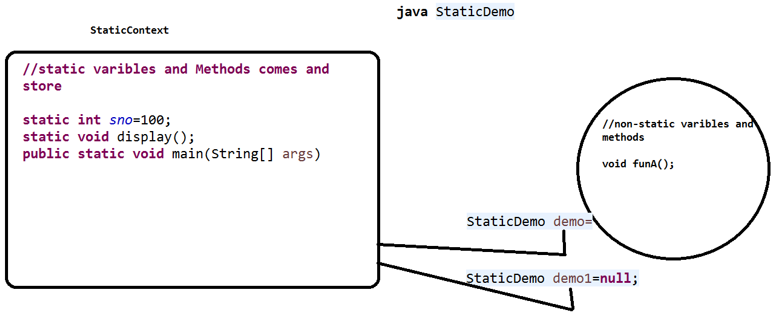 java StaticDemo
StaticContext
//static varibles and Methods comes and
store
static int sno=100;
static void display();
public static void main(String[] args)
//non-static varibles and
methods
void funA();
StaticDemo demo=
StaticDemo demo1=null;